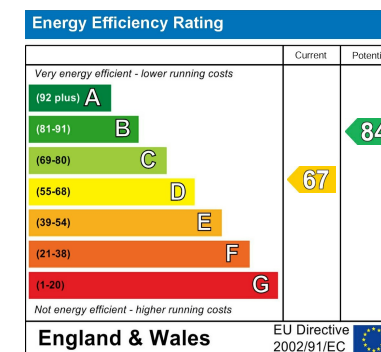 Energy Efficiency Rating
Current Potenti
Very energy efficient - lower running costs
(92 plus) A
(81-91) B
84
(69-80) C
(55-68) D
67
(39-54) E
(21-38) F
(1-20) G
Not energy efficient - higher running costs
England & Wales
EU Directive
2002/91/EC